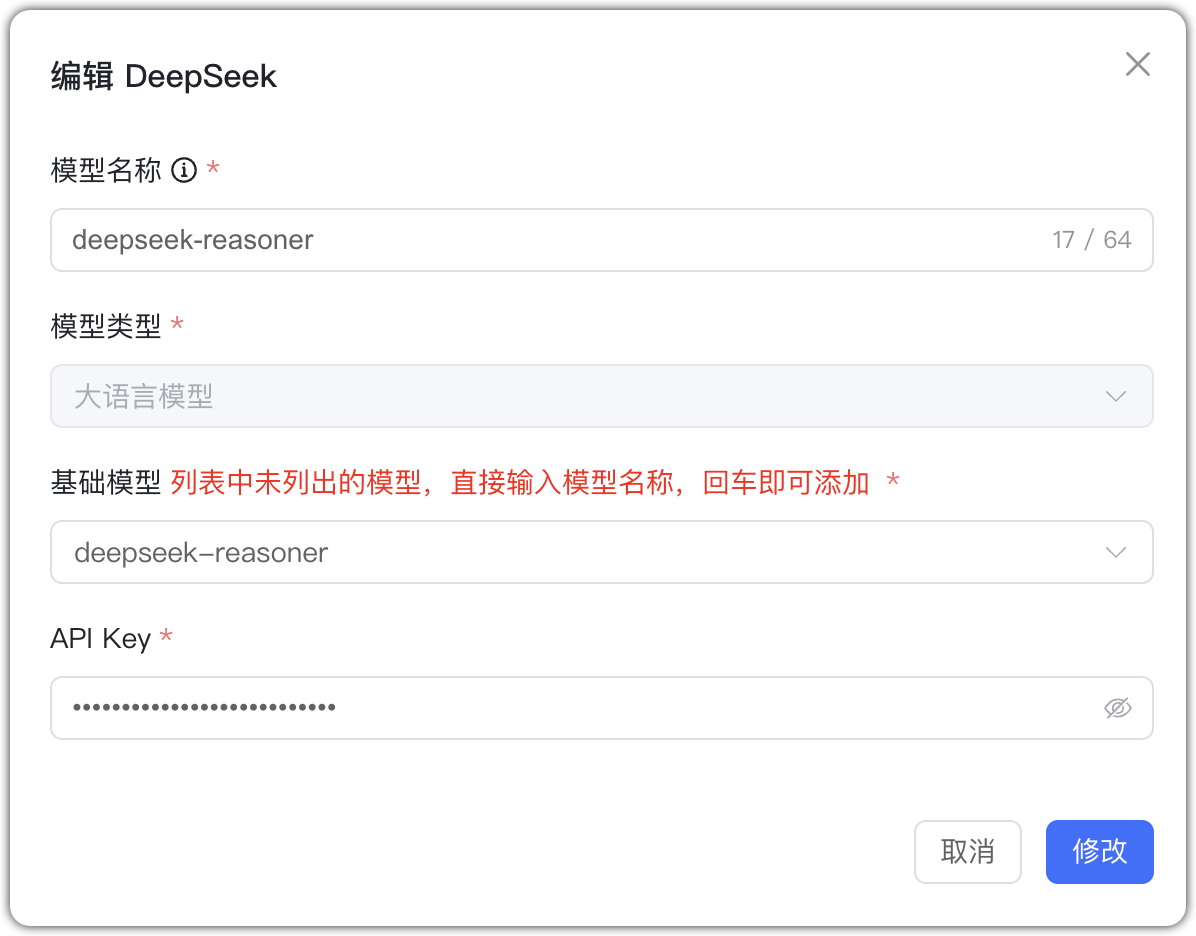 编辑 DeepSeek
模型名称 *
deepseek-reasoner 17 / 64
模型类型 *
大语言模型
基础模型 列表中未列出的模型，直接输入模型名称，回车即可添加 *
deepseek-reasoner
API Key *
•••••••••••••••••••••••••••
取消 修改